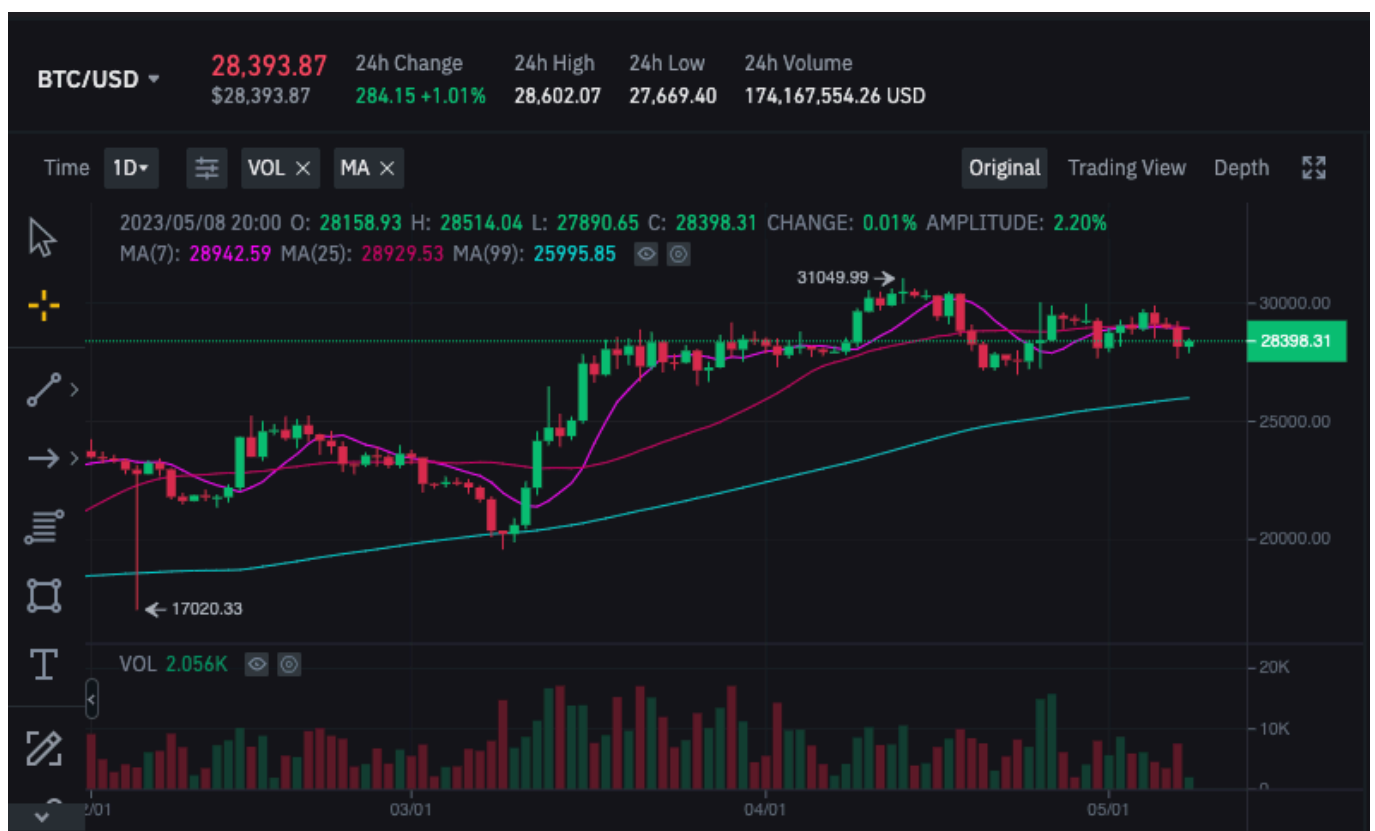 BTC/USD 28,393.87 24h Change 24h High 24h Low 24h Volume
$28,393.87 284.15 +1.01% 28,602.07 27,669.40 174,167,554.26 USD
Time 1D VOL MA Original Trading View Depth
2023/05/08 20:00 O: 28158.93 H: 28514.04 L: 27890.65 C: 28398.31 CHANGE: 0.01% AMPLITUDE: 2.20%
MA(7): 28942.59 MA(25): 28929.53 MA(99): 25995.85
31049.99
30000.00
28398.31
25000.00
20000.00
17020.33
VOL 2.056K
20K
10K
0
/01 03/01 04/01 05/01